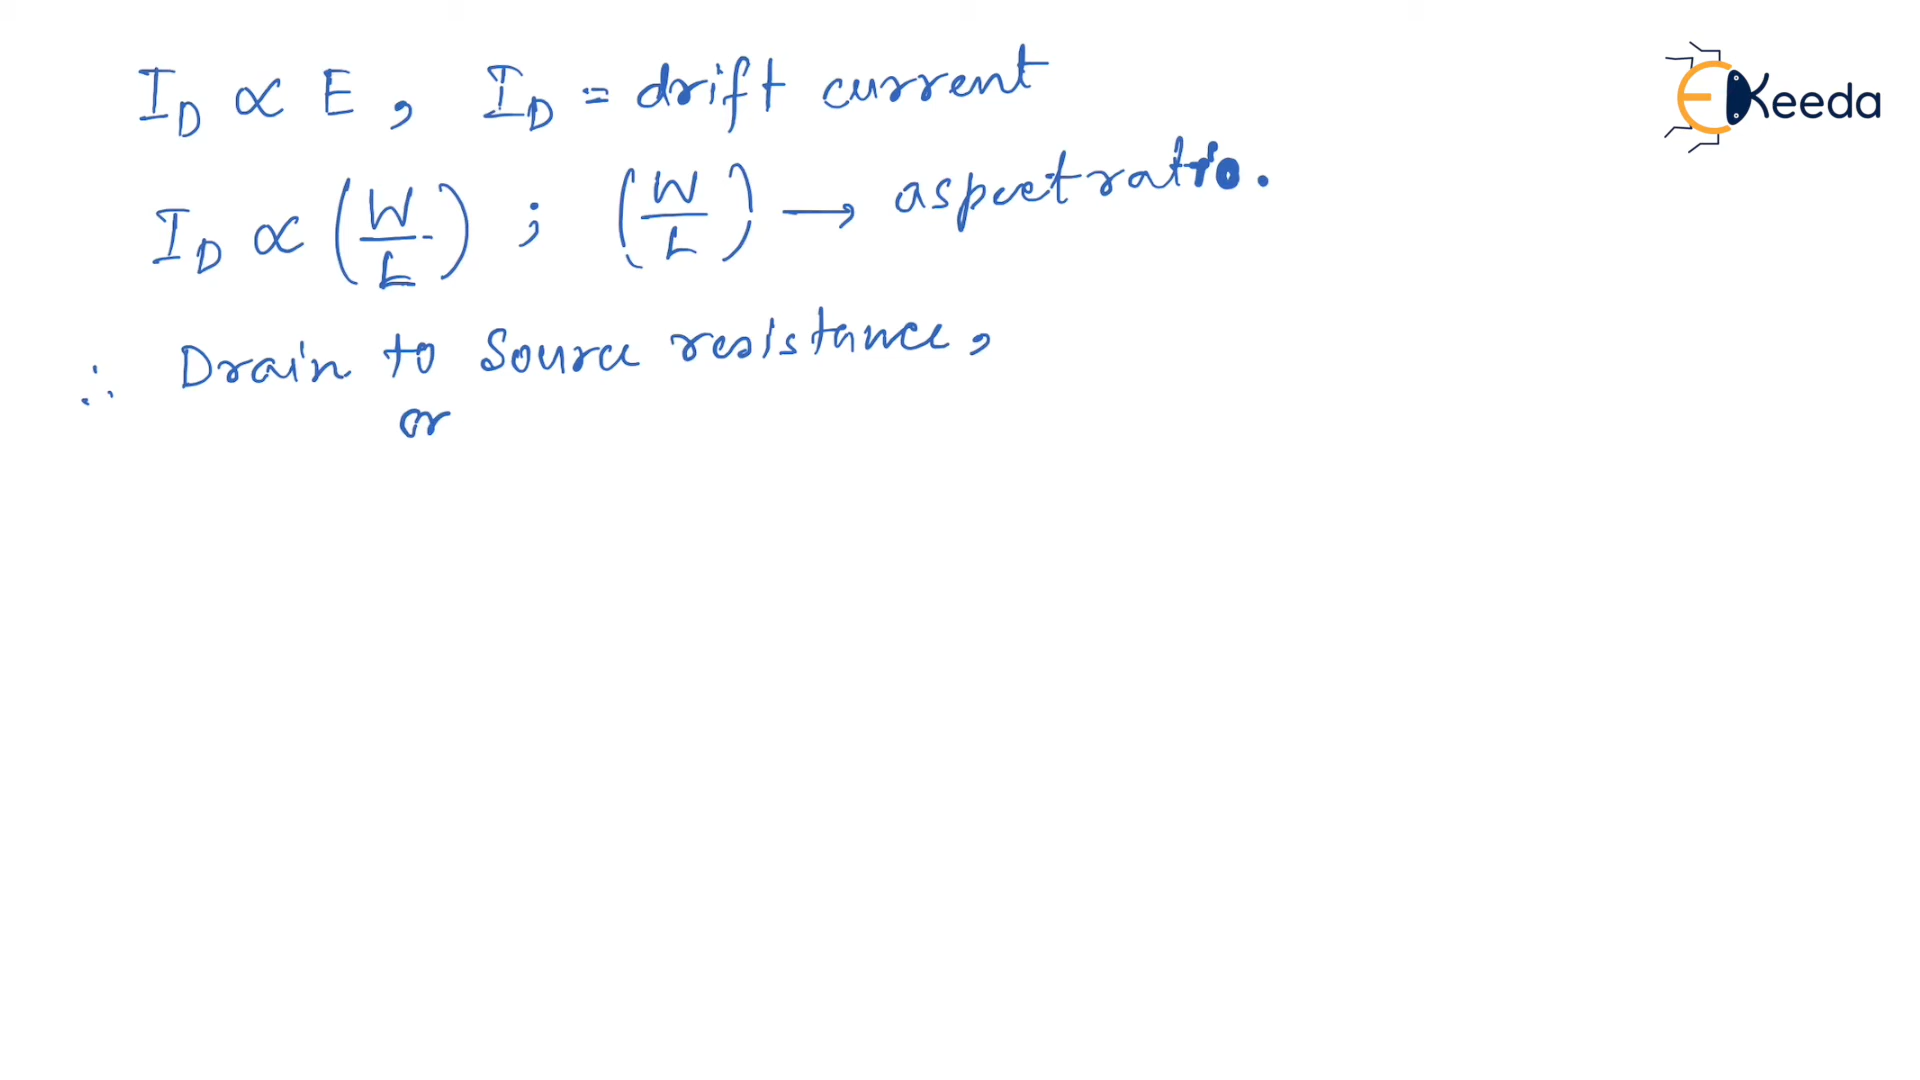 I_D ∝ E , I_D = drift current
EKeeda
I_D ∝ (W/L) ; (W/L) → aspect ratio.
∴ Drain to Source resistance,
or